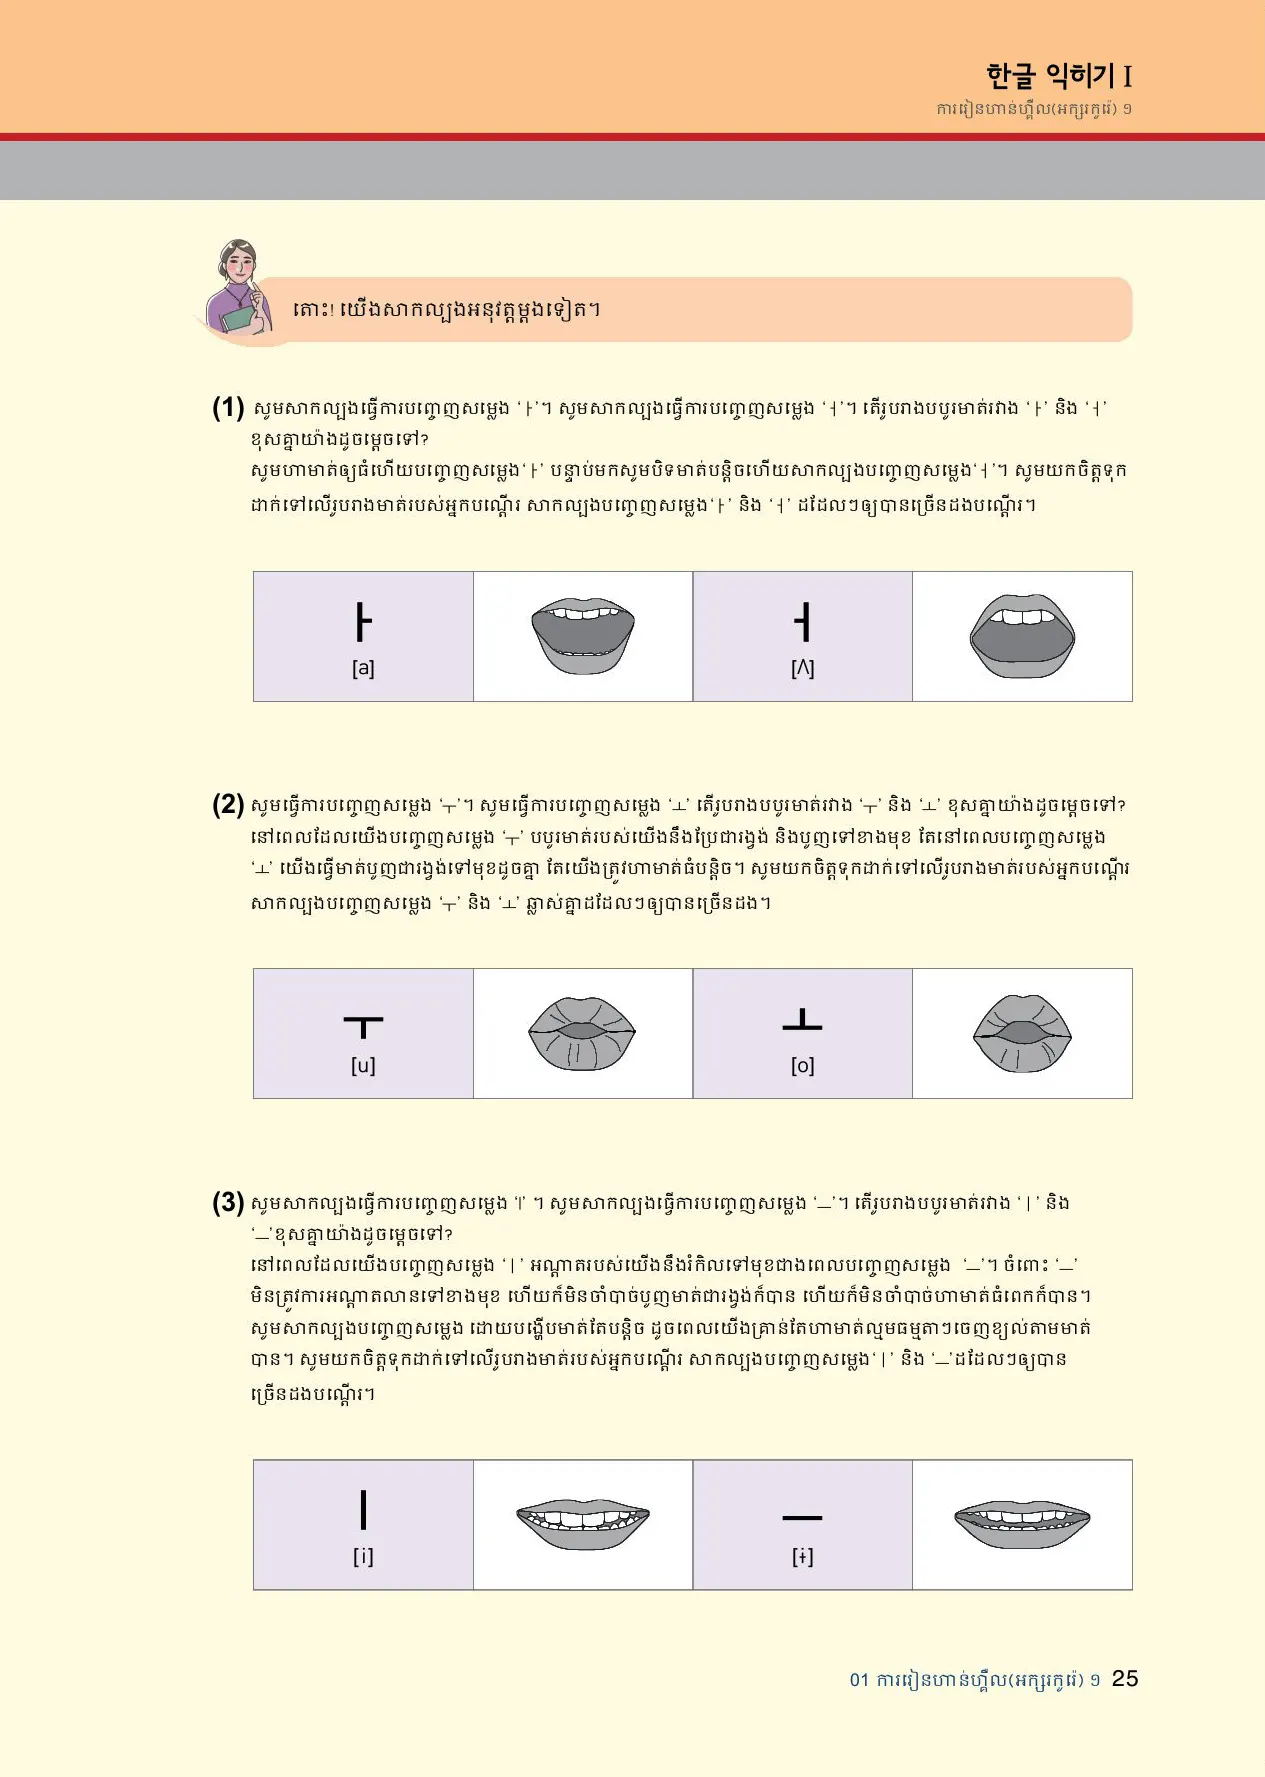 한글 익히기 I
ការរៀនហាន់ហ្គឺល(អក្សរកូរ៉េ) ១
តោះ! យើងសាកល្បងអនុវត្តម្ដងទៀត។
(1) សូមសាកល្បងធ្វើការបញ្ចេញសម្លេង ‘ㅏ’។ សូមសាកល្បងធ្វើការបញ្ចេញសម្លេង ‘ㅓ’។ តើរូបរាងបបូរមាត់រវាង ‘ㅏ’ និង ‘ㅓ’
ខុសគ្នាយ៉ាងដូចម្ដេចទៅ?
សូមហាមាត់ឲ្យធំហើយបញ្ចេញសម្លេង‘ㅏ’ បន្ទាប់មកសូមបិទមាត់បន្តិចហើយសាកល្បងបញ្ចេញសម្លេង‘ㅓ’។ សូមយកចិត្តទុក
ដាក់ទៅលើរូបរាងមាត់របស់អ្នកបណ្ដើរ សាកល្បងបញ្ចេញសម្លេង‘ㅏ’ និង ‘ㅓ’ ដដែលៗឲ្យបានច្រើនដងបណ្ដើរ។
ㅏ ㅓ
[a] [Λ]
(2) សូមធ្វើការបញ្ចេញសម្លេង ‘ㅜ’។ សូមធ្វើការបញ្ចេញសម្លេង ‘ㅗ’ តើរូបរាងបបូរមាត់រវាង ‘ㅜ’ និង ‘ㅗ’ ខុសគ្នាយ៉ាងដូចម្ដេចទៅ?
នៅពេលដែលយើងបញ្ចេញសម្លេង ‘ㅜ’ បបូរមាត់របស់យើងនឹងប្រែជារង្វង់ និងបូញទៅខាងមុខ តែនៅពេលបញ្ចេញសម្លេង
‘ㅗ’ យើងធ្វើមាត់បូញជារង្វង់ទៅមុខដូចគ្នា តែយើងត្រូវហាមាត់ធំបន្តិច។ សូមយកចិត្តទុកដាក់ទៅលើរូបរាងមាត់របស់អ្នកបណ្ដើរ
សាកល្បងបញ្ចេញសម្លេង ‘ㅜ’ និង ‘ㅗ’ ឆ្លាស់គ្នាដដែលៗឲ្យបានច្រើនដង។
ㅜ ㅗ
[u] [o]
(3) សូមសាកល្បងធ្វើការបញ្ចេញសម្លេង ‘ㅣ’ ។ សូមសាកល្បងធ្វើការបញ្ចេញសម្លេង ‘ㅡ’។ តើរូបរាងបបូរមាត់រវាង ‘ㅣ’ និង
‘ㅡ’ខុសគ្នាយ៉ាងដូចម្ដេចទៅ?
នៅពេលដែលយើងបញ្ចេញសម្លេង ‘ㅣ’ អណ្ដាតរបស់យើងនឹងរំកិលទៅមុខជាងពេលបញ្ចេញសម្លេង ‘ㅡ’។ ចំពោះ ‘ㅡ’
មិនត្រូវការអណ្ដាតលានទៅខាងមុខ ហើយក៏មិនចាំបាច់បូញមាត់ជារង្វង់ក៏បាន ហើយក៏មិនចាំបាច់ហាមាត់ធំពេកក៏បាន។
សូមសាកល្បងបញ្ចេញសម្លេង ដោយបង្ហើបមាត់តែបន្តិច ដូចពេលយើងគ្រាន់តែហាមាត់ល្មមធម្មតាៗចេញខ្យល់តាមមាត់
បាន។ សូមយកចិត្តទុកដាក់ទៅលើរូបរាងមាត់របស់អ្នកបណ្ដើរ សាកល្បងបញ្ចេញសម្លេង‘ㅣ’ និង ‘ㅡ’ដដែលៗឲ្យបាន
ច្រើនដងបណ្ដើរ។
ㅣ ㅡ
[i] [ɨ]
01 ការរៀនហាន់ហ្គឺល(អក្សរកូរ៉េ) ១ 25